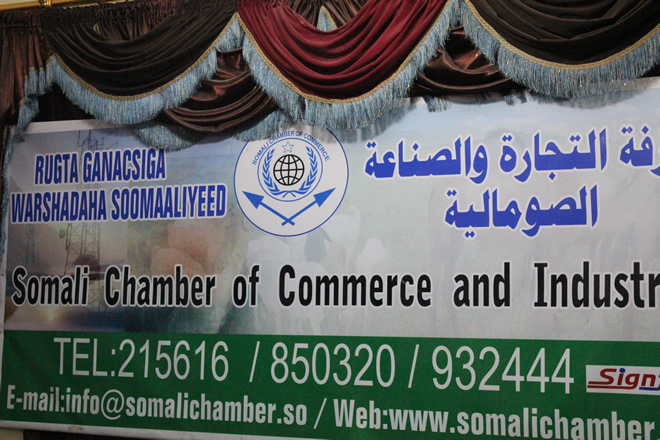 RUGTA GANACSIGA
WARSHADAHA SOOMAALIYEED
SOMALI CHAMBER OF COMMERCE
رفة التجارة والصناعة
الصومالية
Somali Chamber of Commerce and Industr
TEL:215616 / 850320 / 932444
Sign
E-mail:info@somalichamber.so / Web:www.somalichamber